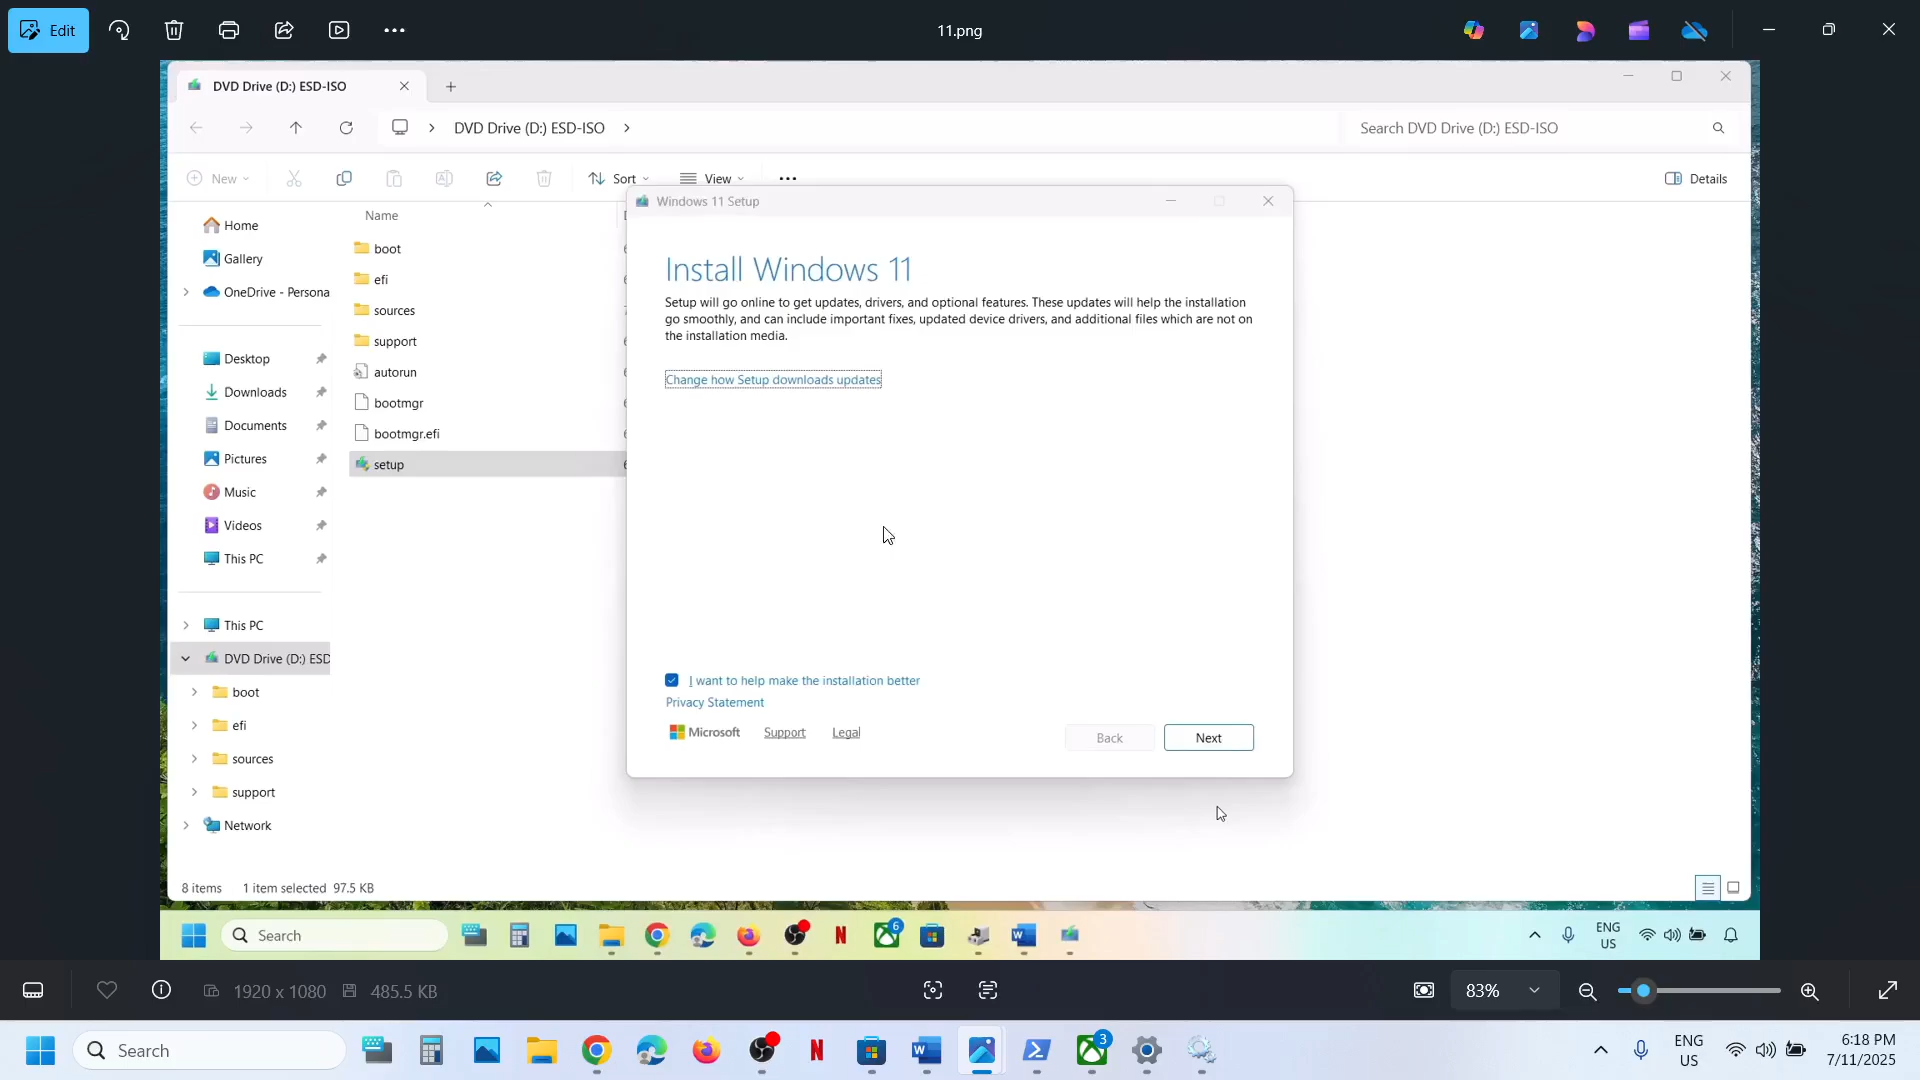 Edit
11.png
DVD Drive (D:) ESD-ISO
DVD Drive (D:) ESD-ISO
Search DVD Drive (D:) ESD-ISO
New
Sort
View
Details
Home
Gallery
OneDrive - Persona
Desktop
Downloads
Documents
Pictures
Music
Videos
This PC
This PC
DVD Drive (D:) ESD
boot
efi
sources
support
Network
Name
boot
efi
sources
support
autorun
bootmgr
bootmgr.efi
setup
Windows 11 Setup
Install Windows 11
Setup will go online to get updates, drivers, and optional features. These updates will help the installation
go smoothly, and can include important fixes, updated device drivers, and additional files which are not on
the installation media.
Change how Setup downloads updates
I want to help make the installation better
Privacy Statement
Microsoft Support Legal
Back Next
8 items 1 item selected 97.5 KB
Search
6
ENG
US
1920 x 1080 485.5 KB
83%
Search
3
ENG
US
6:18 PM
7/11/2025